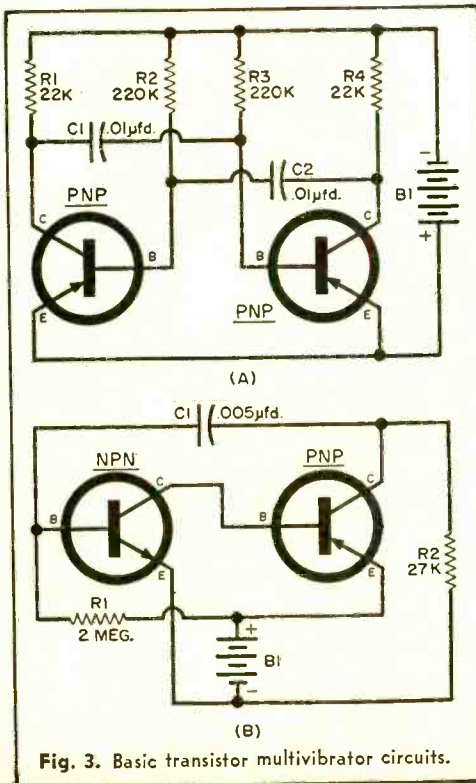 R1
22K
R2
220K
R3
220K
R4
22K
C1
.01µfd.
C2
.01µfd.
B1
-
+
PNP
C
B
E
PNP
C
B
E
(A)
C1
.005µfd.
NPN
C
B
E
PNP
C
B
E
R2
27K
R1
2 MEG.
+
B1
-
(B)
Fig. 3. Basic transistor multivibrator circuits.